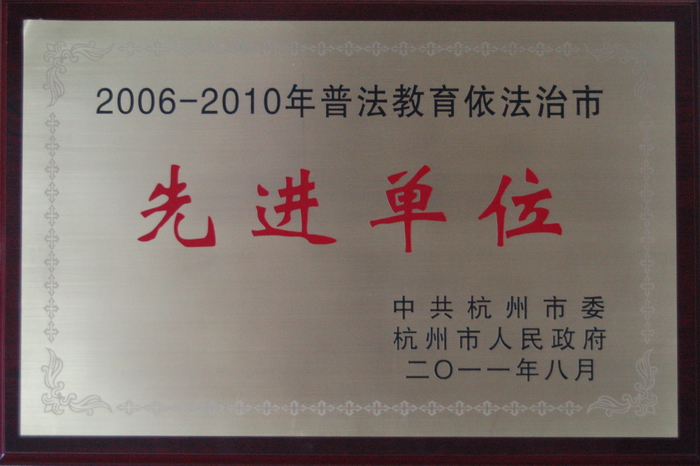 2006-2010年普法教育依法治市
先进单位
中共杭州市委
杭州市人民政府
二〇一一年八月